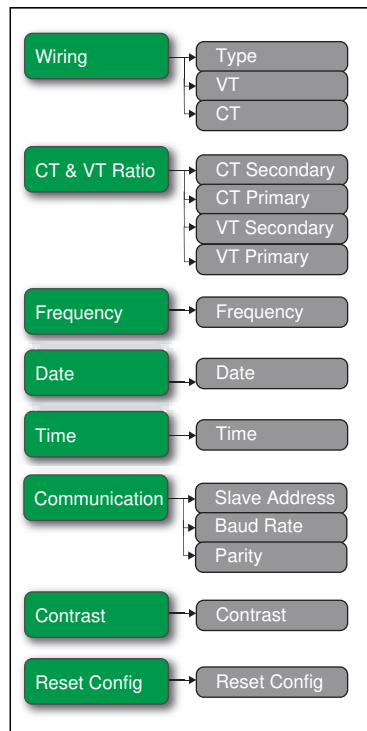 Wiring
Type
VT
CT
CT & VT Ratio
CT Secondary
CT Primary
VT Secondary
VT Primary
Frequency
Frequency
Date
Date
Time
Time
Communication
Slave Address
Baud Rate
Parity
Contrast
Contrast
Reset Config
Reset Config